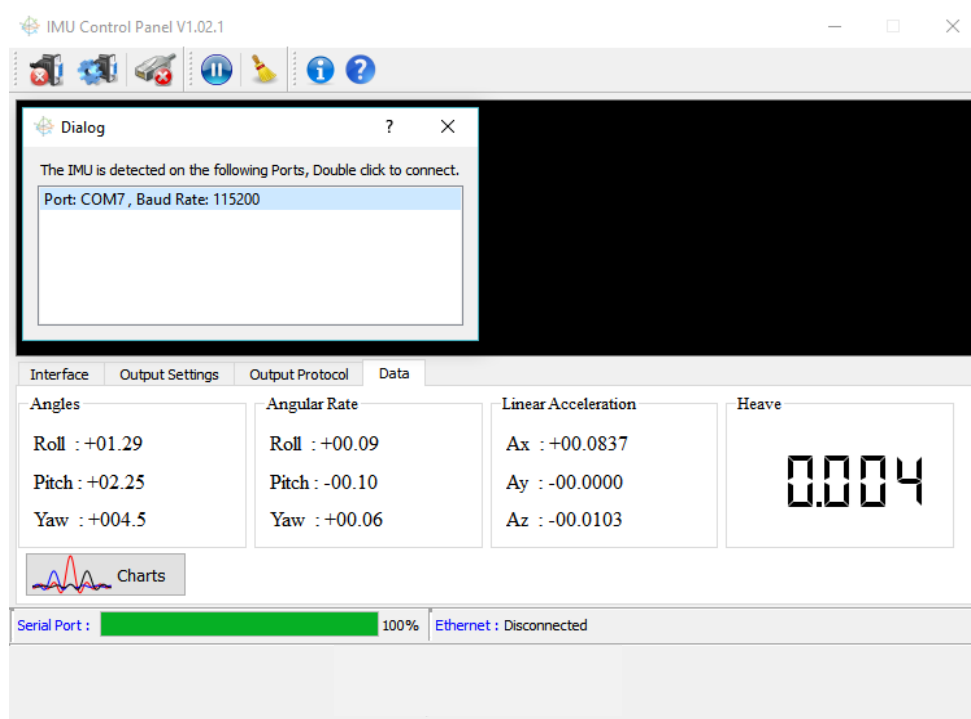 IMU Control Panel V1.02.1
Dialog
?
The IMU is detected on the following Ports, Double click to connect.
Port: COM7 , Baud Rate: 115200
Interface Output Settings Output Protocol Data
Angles Angular Rate Linear Acceleration Heave
Roll : +01.29 Roll : +00.09 Ax : +00.0837
Pitch : +02.25 Pitch : -00.10 Ay : -00.0000 0.004
Yaw : +004.5 Yaw : +00.06 Az : -00.0103
Charts
Serial Port : 100% Ethernet : Disconnected